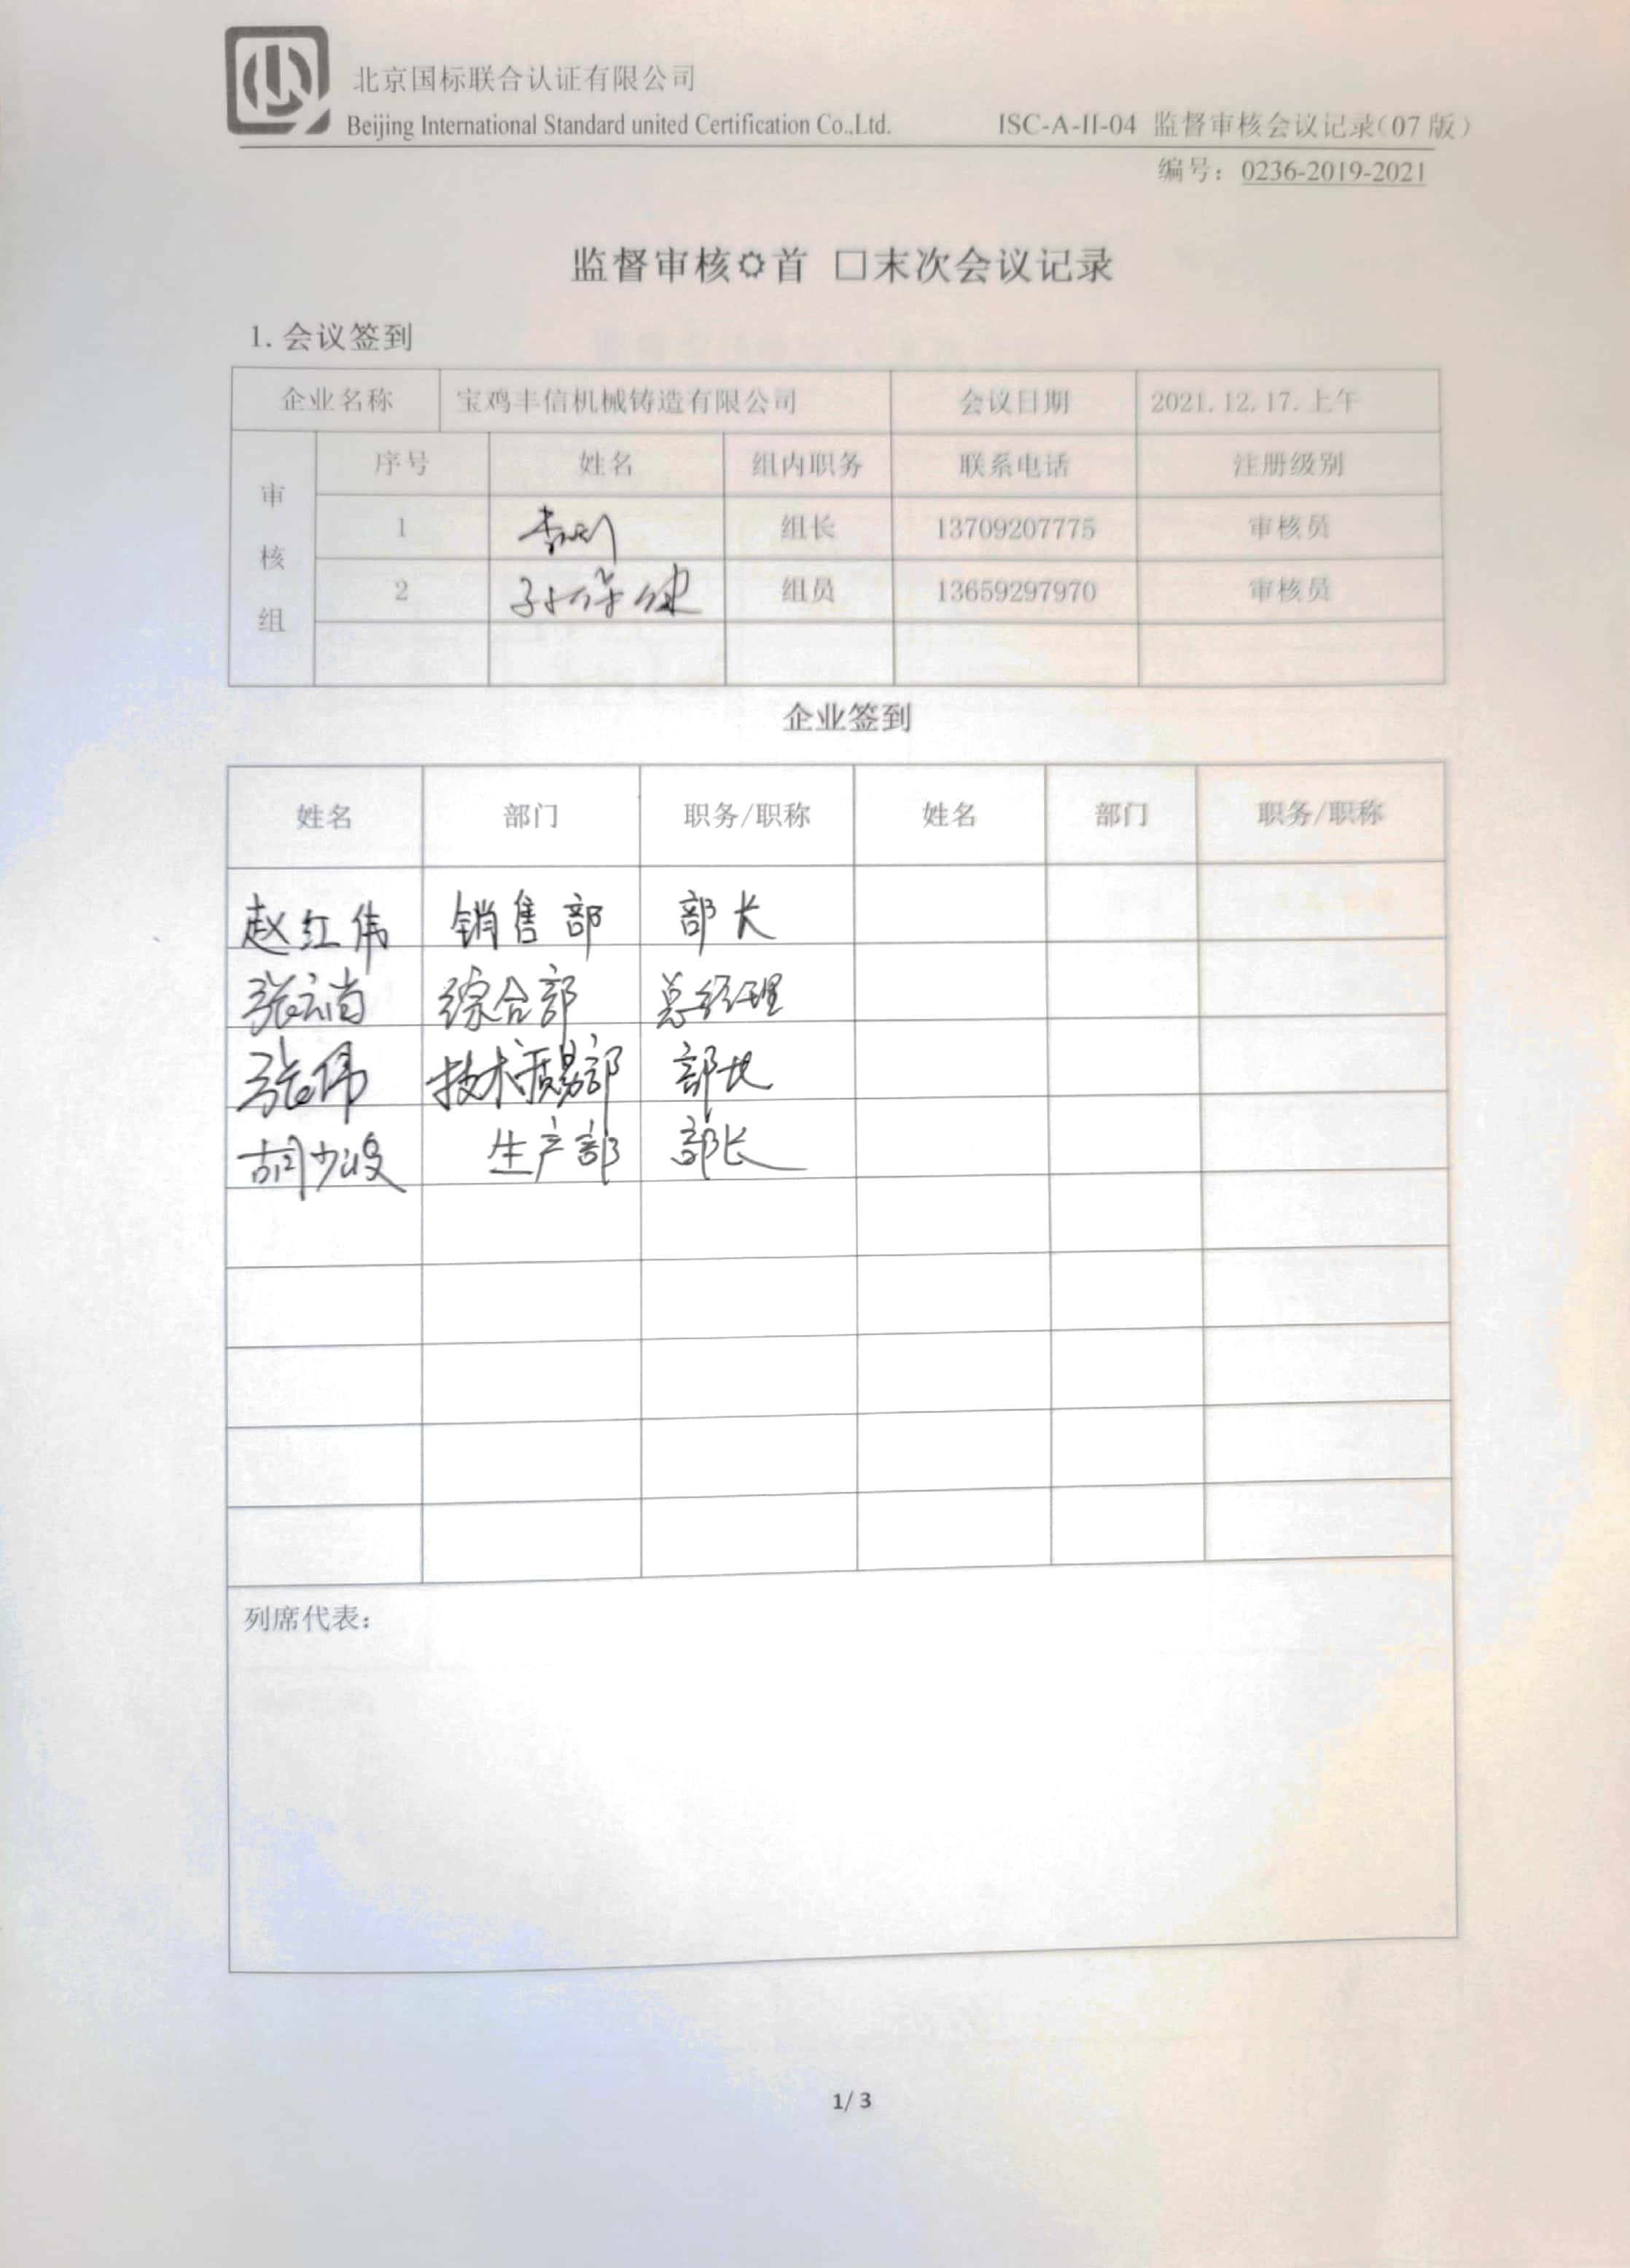 北京国标联合认证有限公司
Beijing International Standard united Certification Co.,Ltd. ISC-A-II-04 监督审核会议记录(07版)
编号：0236-2019-2021
监督审核✡首 □末次会议记录
1. 会议签到
企业名称 宝鸡丰信机械铸造有限公司 会议日期 2021.12.17.上午
审核组 序号 姓名 组内职务 联系电话 注册级别
1 组长 13709207775 审核员
2 组员 13659297970 审核员
企业签到
姓名 部门 职务/职称 姓名 部门 职务/职称
赵红伟 销售部 部长
综合部 总经理
张伟 技术质易部 部长
胡少波 生产部 部长
列席代表：
1/ 3